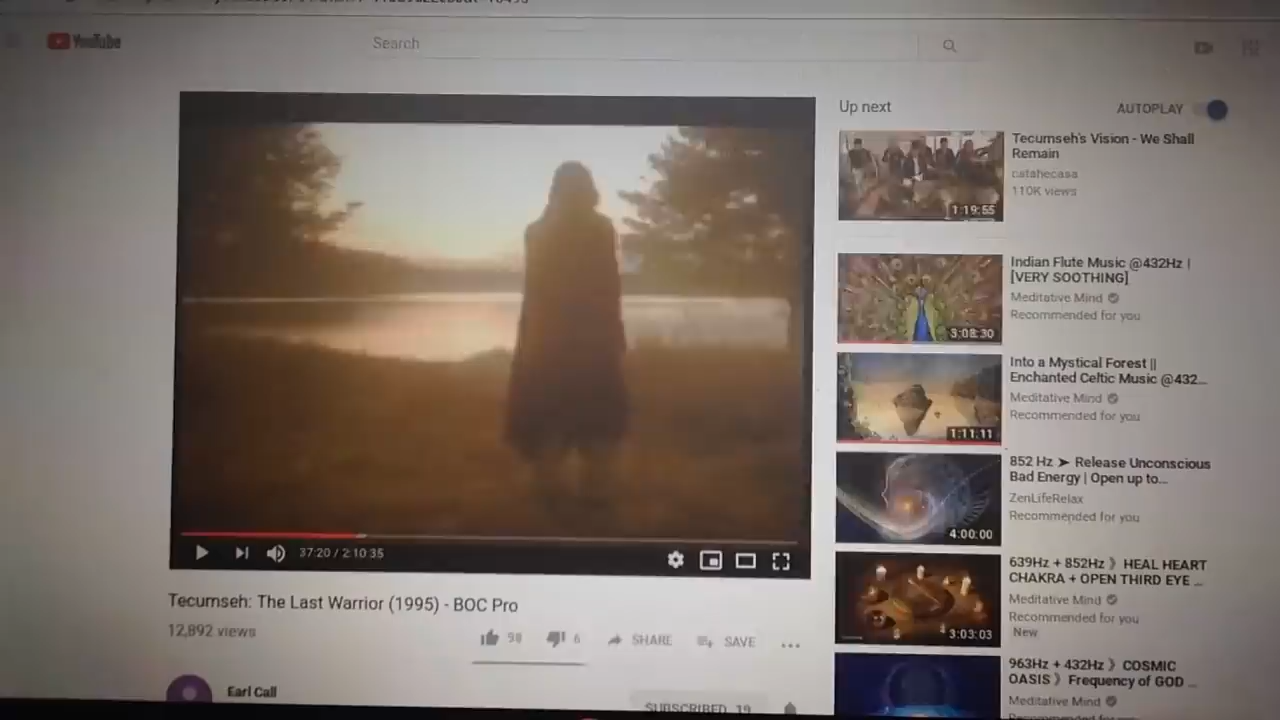 YouTube
Search
Up next
AUTOPLAY
Tecumseh's Vision - We Shall
Remain
catahecasa
110K views
1:19:55
Indian Flute Music @432Hz |
[VERY SOOTHING]
Meditative Mind
Recommended for you
3:08:30
Into a Mystical Forest ||
Enchanted Celtic Music @432...
Meditative Mind
Recommended for you
1:11:11
852 Hz ➤ Release Unconscious
Bad Energy | Open up to...
ZenLifeRelax
Recommended for you
4:00:00
639Hz + 852Hz 》 HEAL HEART
CHAKRA + OPEN THIRD EYE ...
Meditative Mind
Recommended for you
New
3:03:03
963Hz + 432Hz 》 COSMIC
OASIS 》 Frequency of GOD ...
Meditative Mind
Recommended for you
37:20 / 2:10:35
Tecumseh: The Last Warrior (1995) - BOC Pro
12,892 views
98
6
SHARE
SAVE
Earl Call
SUBSCRIBED 19